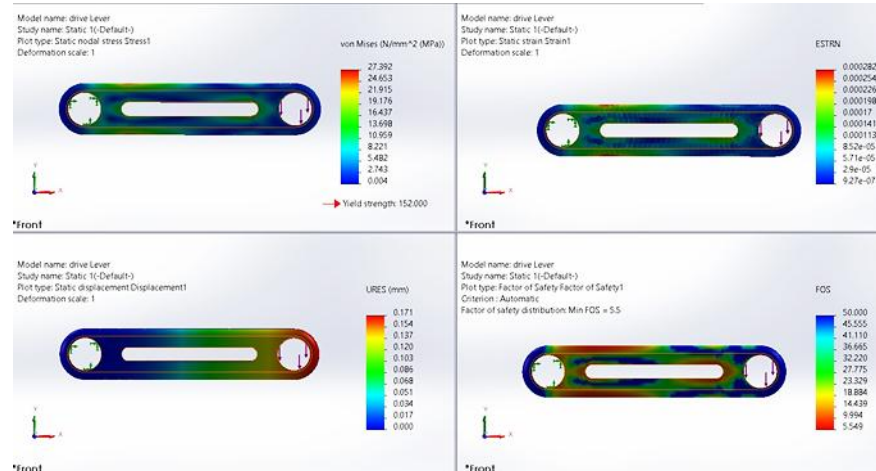 Model name: drive Lever
Study name: Static 1(-Default-)
Plot type: Static nodal stress Stress1
Deformation scale: 1
von Mises (N/mm^2 (MPa))
27.392
24.653
21.915
19.176
16.437
13.698
10.959
8.221
5.482
2.743
0.004
Yield strength: 152.000
Y
X
*Front
Model name: drive Lever
Study name: Static 1(-Default-)
Plot type: Static strain Strain1
Deformation scale: 1
ESTRN
0.000282
0.000254
0.000226
0.000198
0.00017
0.000141
0.000113
8.52e-05
5.71e-05
2.9e-05
9.27e-07
Y
X
*Front
Model name: drive Lever
Study name: Static 1(-Default-)
Plot type: Static displacement Displacement1
Deformation scale: 1
URES (mm)
0.171
0.154
0.137
0.120
0.103
0.086
0.068
0.051
0.034
0.017
0.000
Y
X
*Front
Model name: drive Lever
Study name: Static 1(-Default-)
Plot type: Factor of Safety Factor of Safety1
Criterion : Automatic
Factor of safety distribution: Min FOS = 5.5
FOS
50.000
45.555
41.110
36.665
32.220
27.775
23.329
18.884
14.439
9.994
5.549
Y
X
*Front